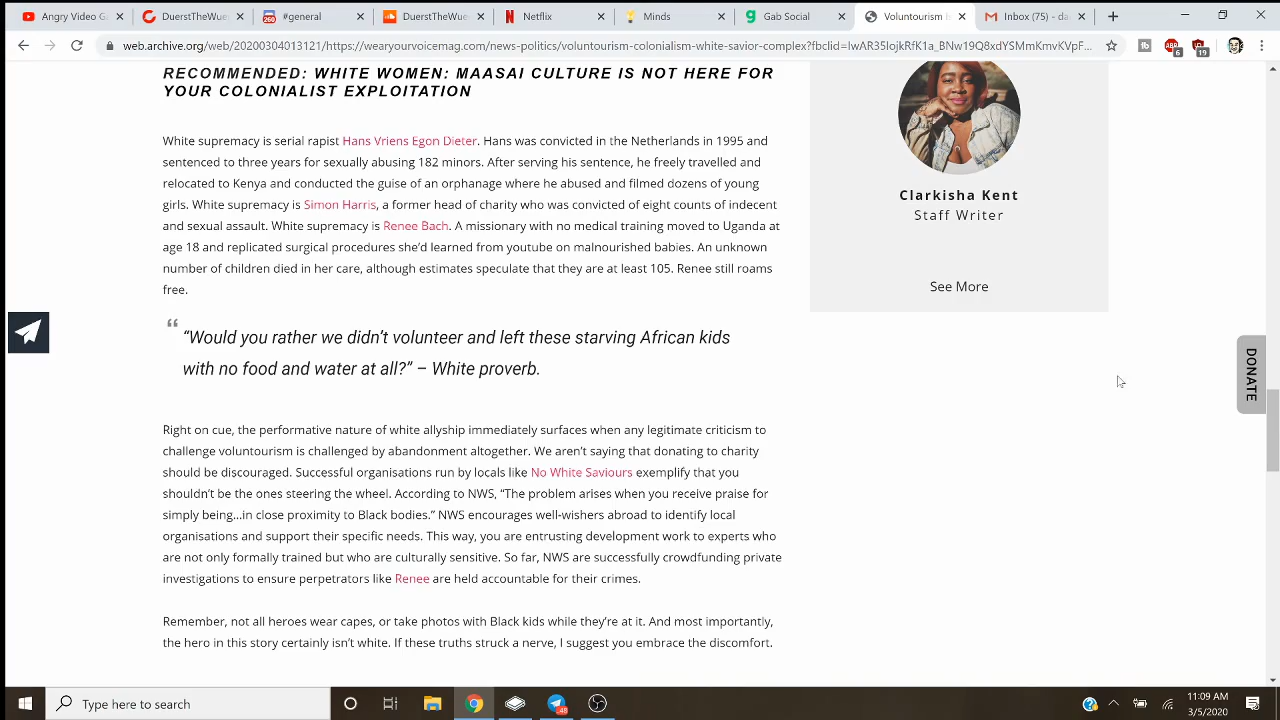 Angry Video G
DuerstTheWue
#general
DuerstTheWue
Netflix
Minds
Gab Social
Voluntourism
Inbox (75) - da
web.archive.org/web/20200304013121/https://wearyourvoicemag.com/news-politics/voluntourism-colonialism-white-savior-complex?fbclid=IwAR35lojkRfK1a_BNw19Q8xdYSMmKmvKVpF...
RECOMMENDED: WHITE WOMEN: MAASAI CULTURE IS NOT HERE FOR
YOUR COLONIALIST EXPLOITATION
White supremacy is serial rapist Hans Vriens Egon Dieter. Hans was convicted in the Netherlands in 1995 and
sentenced to three years for sexually abusing 182 minors. After serving his sentence, he freely travelled and
relocated to Kenya and conducted the guise of an orphanage where he abused and filmed dozens of young
girls. White supremacy is Simon Harris, a former head of charity who was convicted of eight counts of indecent
and sexual assault. White supremacy is Renee Bach. A missionary with no medical training moved to Uganda at
age 18 and replicated surgical procedures she’d learned from youtube on malnourished babies. An unknown
number of children died in her care, although estimates speculate that they are at least 105. Renee still roams
free.
“Would you rather we didn’t volunteer and left these starving African kids
with no food and water at all?” – White proverb.
Right on cue, the performative nature of white allyship immediately surfaces when any legitimate criticism to
challenge voluntourism is challenged by abandonment altogether. We aren’t saying that donating to charity
should be discouraged. Successful organisations run by locals like No White Saviours exemplify that you
shouldn’t be the ones steering the wheel. According to NWS, “The problem arises when you receive praise for
simply being…in close proximity to Black bodies.” NWS encourages well-wishers abroad to identify local
organisations and support their specific needs. This way, you are entrusting development work to experts who
are not only formally trained but who are culturally sensitive. So far, NWS are successfully crowdfunding private
investigations to ensure perpetrators like Renee are held accountable for their crimes.
Remember, not all heroes wear capes, or take photos with Black kids while they’re at it. And most importantly,
the hero in this story certainly isn’t white. If these truths struck a nerve, I suggest you embrace the discomfort.
Clarkisha Kent
Staff Writer
See More
DONATE
Type here to search
11:09 AM
3/5/2020